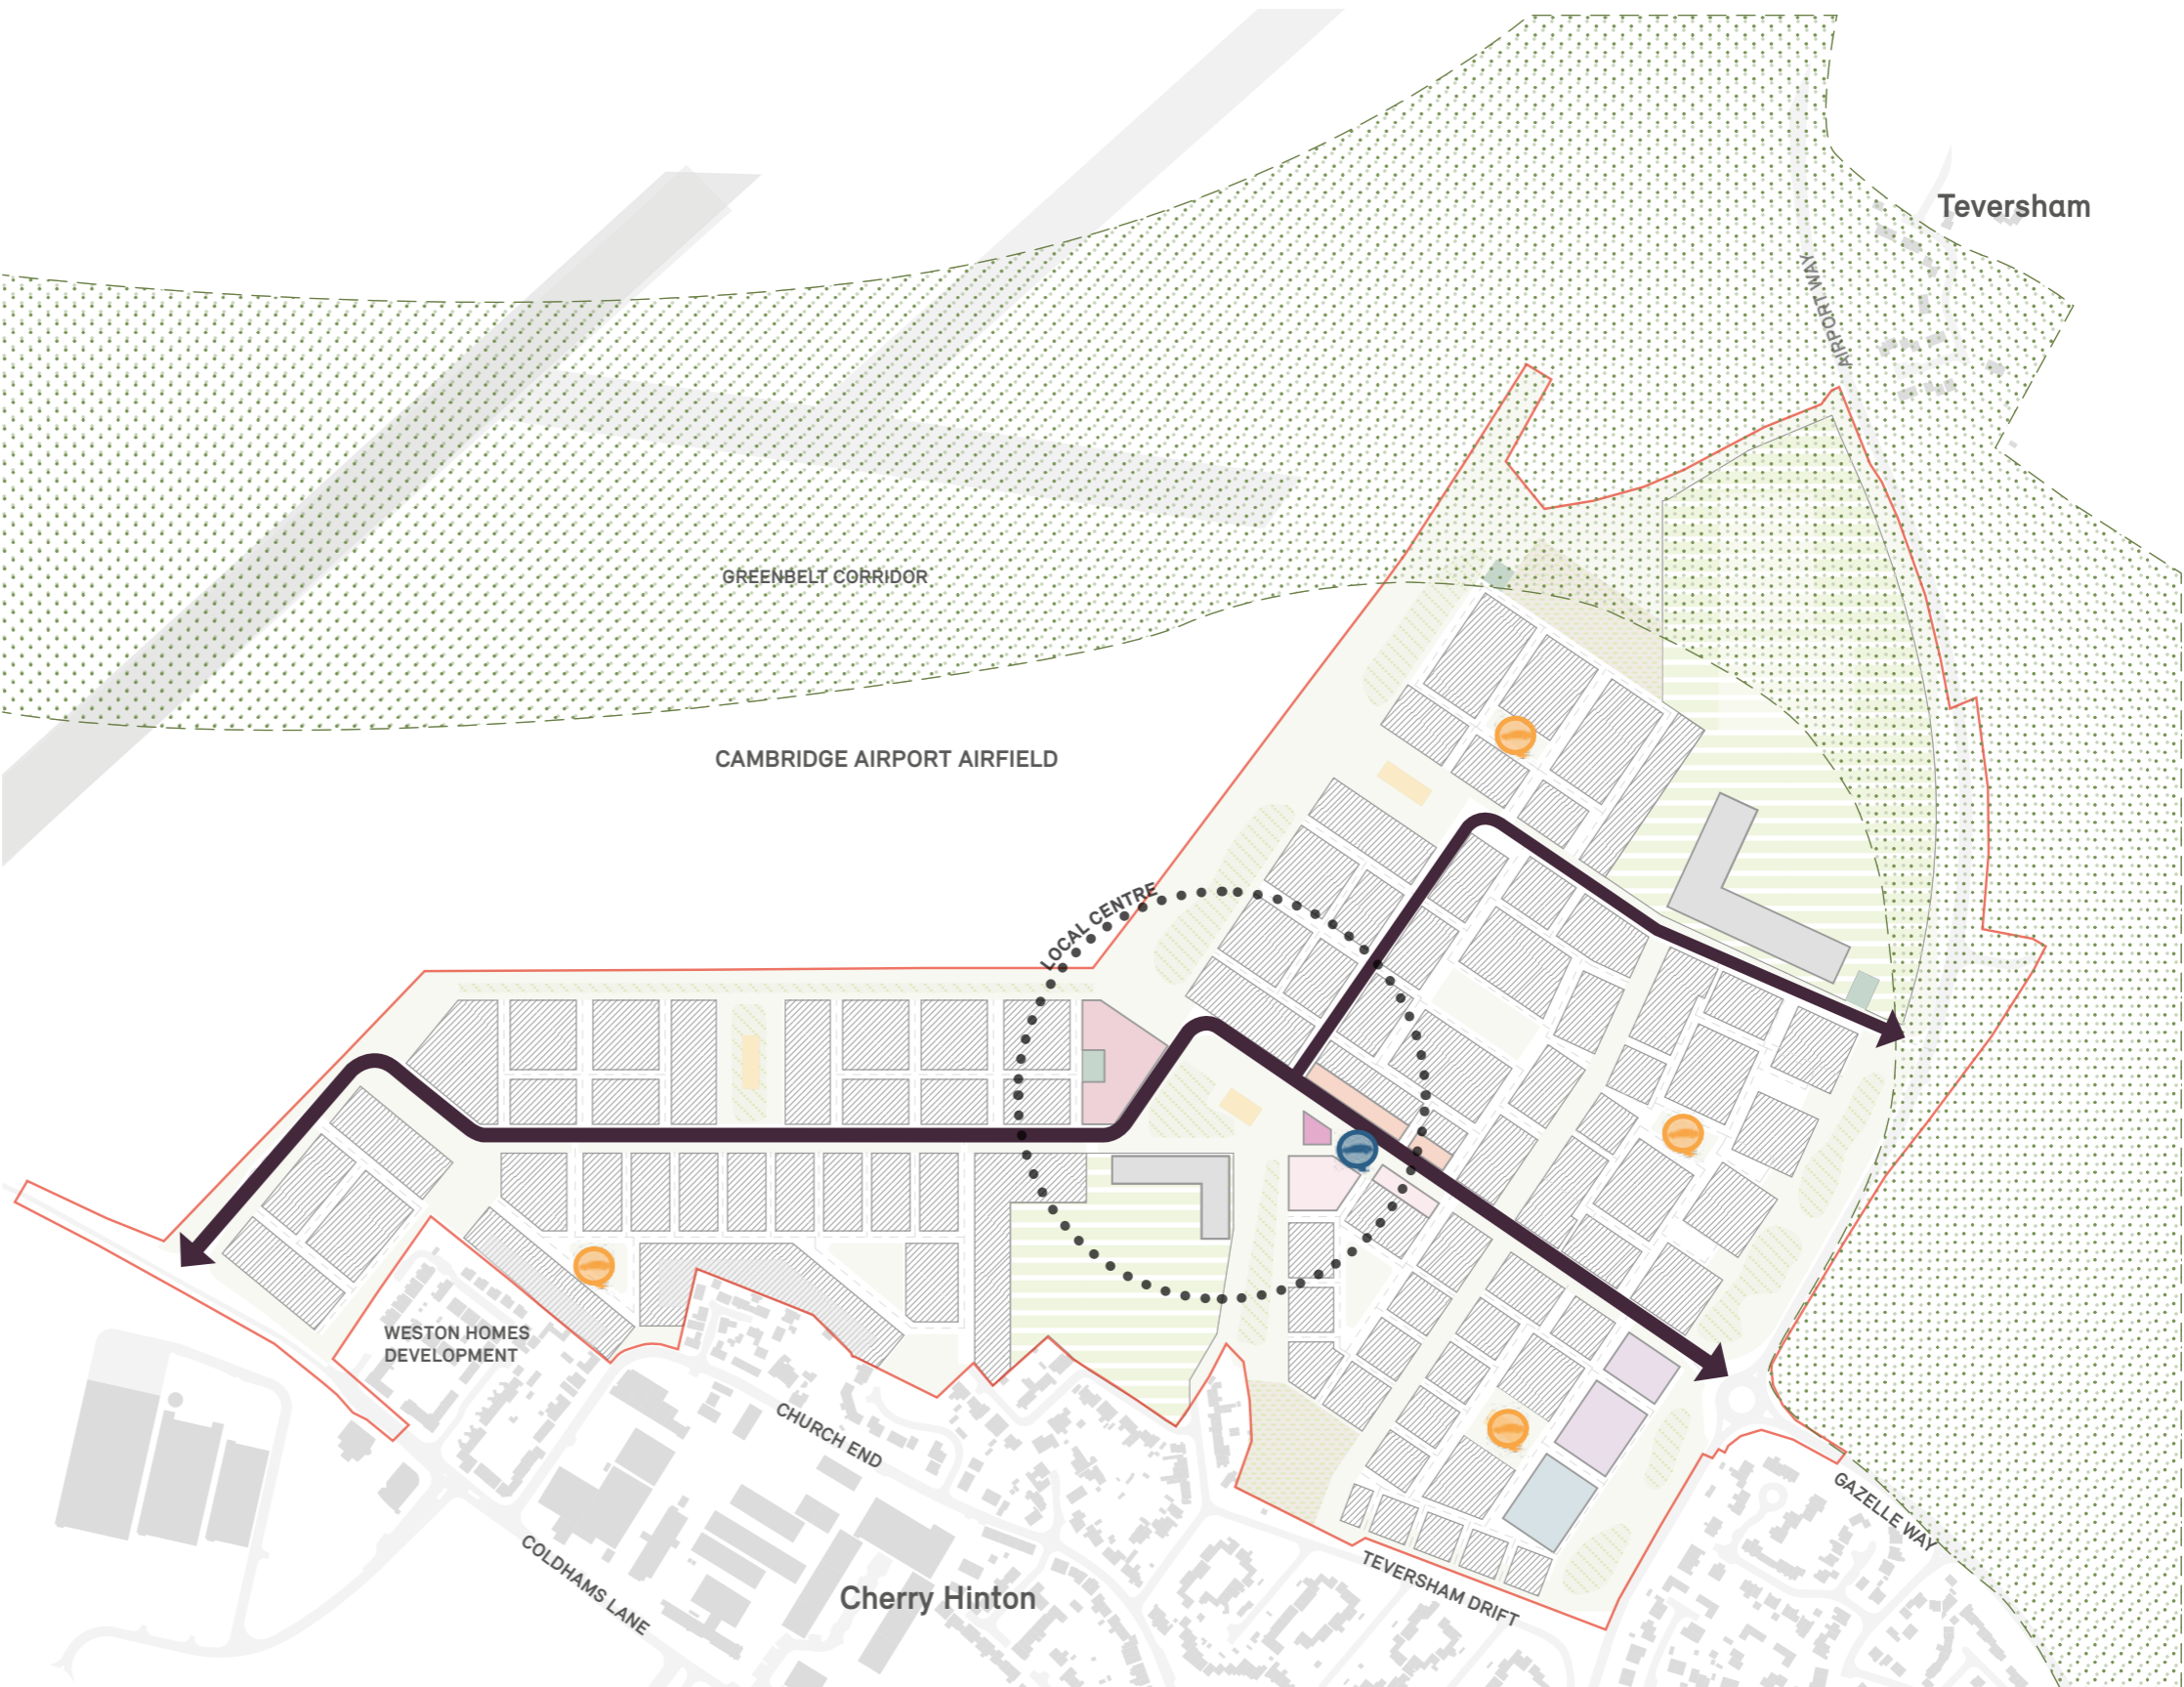 Teversham
AIRPORT WAY
GREENBELT CORRIDOR
CAMBRIDGE AIRPORT AIRFIELD
LOCAL CENTRE
WESTON HOMES
DEVELOPMENT
CHURCH END
GAZELLE WAY
COLDHAMS LANE
TEVERSHAM DRIFT
Cherry Hinton